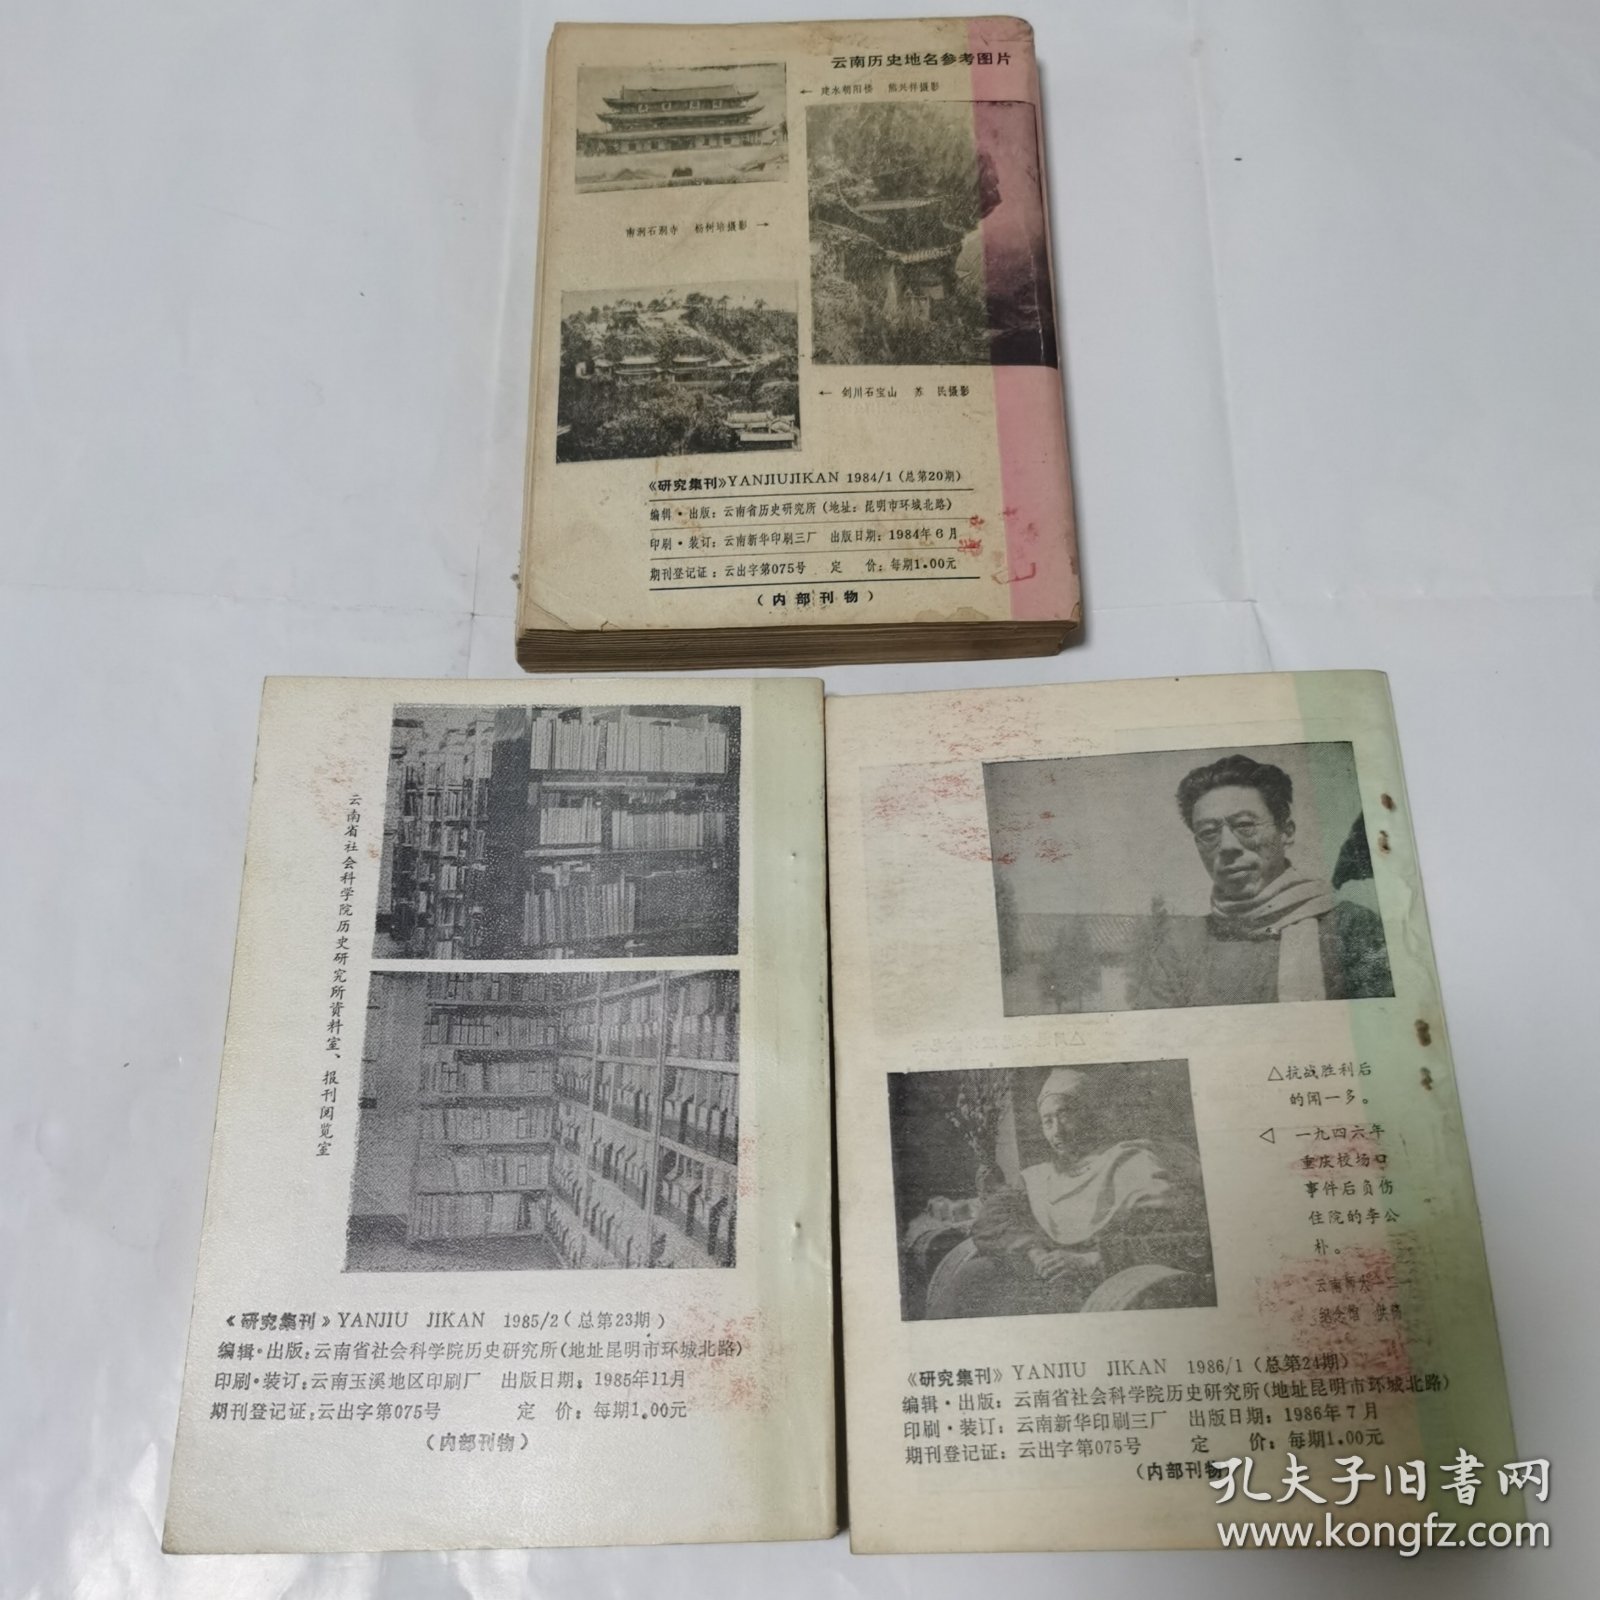 云南历史地名参考图片
← 建水朝阳楼 熊兴祥摄影
南涧石洞寺 杨树培摄影 →
← 剑川石宝山 苏 民摄影
《研究集刊》YANJIUJIKAN 1984/1(总第20期)
编辑·出版:云南省历史研究所(地址:昆明市环城北路)
印刷·装订:云南新华印刷三厂 出版日期:1984年6月
期刊登记证:云出字第075号 定 价:每期1.00元
(内部刊物)
云南省社会科学院历史研究所资料室、报刊阅览室
《研究集刊》YANJIU JIKAN 1985/2(总第23期)
编辑·出版:云南省社会科学院历史研究所(地址昆明市环城北路)
印刷·装订:云南玉溪地区印刷厂 出版日期:1985年11月
期刊登记证:云出字第075号 定 价:每期1.00元
(内部刊物)
△抗战胜利后
的闻一多。
◁ 一九四六年
重庆校场口
事件后负伤
住院的李公
朴。
云南师大一二一
纪念馆 供稿
《研究集刊》YANJIU JIKAN 1986/1(总第24期)
编辑·出版:云南省社会科学院历史研究所(地址昆明市环城北路)
印刷·装订:云南新华印刷三厂 出版日期:1986年7月
期刊登记证:云出字第075号 定 价:每期1.00元
(内部刊物)
孔夫子旧书网
www.kongfz.com